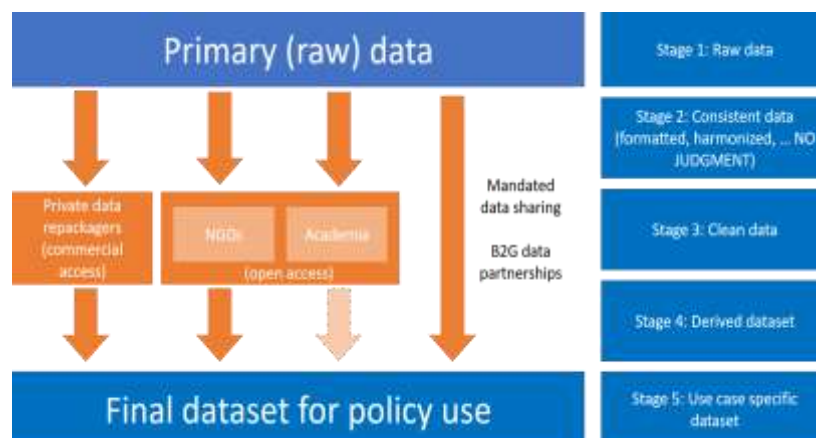 Primary (raw) data
Stage 1: Raw data
Stage 2: Consistent data
(formatted, harmonized, ... NO
JUDGMENT)
Private data
repackagers
(commercial
access)
NGOs
Academia
(open access)
Mandated
data sharing
B2G data
partnerships
Stage 3: Clean data
Stage 4: Derived dataset
Final dataset for policy use
Stage 5: Use case specific
dataset